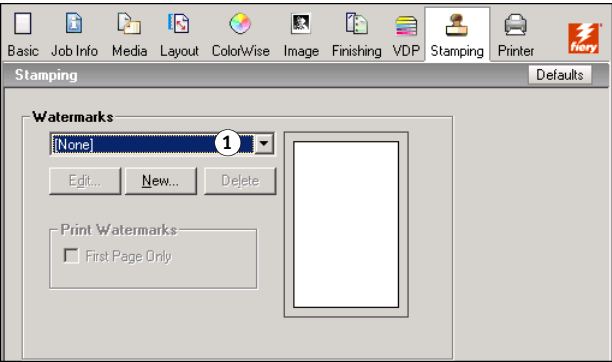 Basic Job Info Media Layout ColorWise Image Finishing VDP Stamping Printer fiery
Stamping Defaults
Watermarks
[None] 1
Edit... New... Delete
Print Watermarks
First Page Only